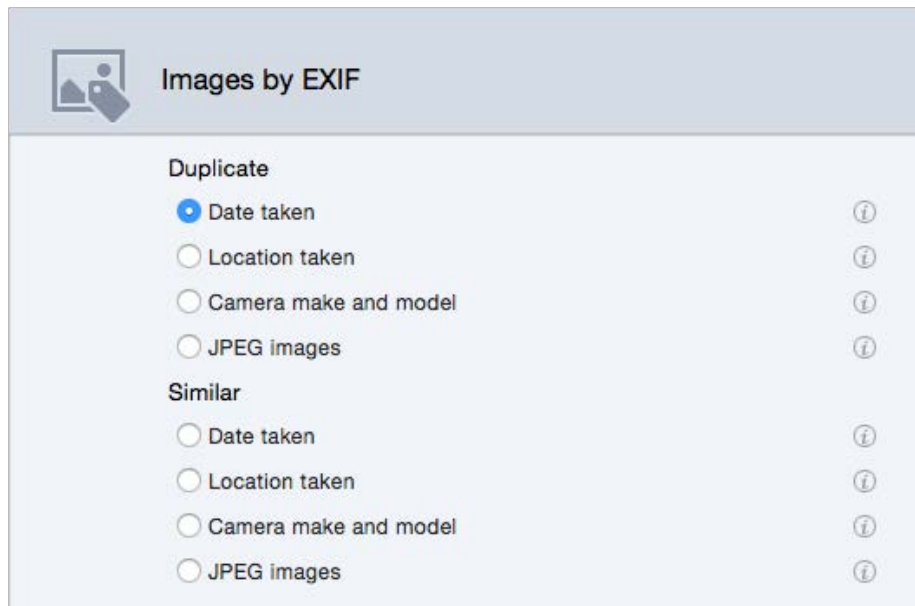 Images by EXIF
Duplicate
Date taken
Location taken
Camera make and model
JPEG images
Similar
Date taken
Location taken
Camera make and model
JPEG images